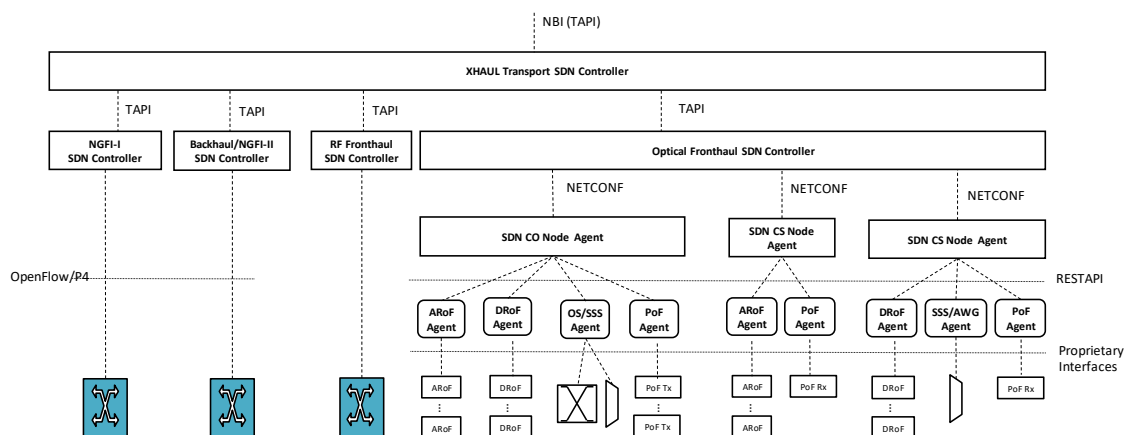 NBI (TAPI)
XHAUL Transport SDN Controller
TAPI
TAPI
TAPI
TAPI
NGFI-I
SDN Controller
Backhaul/NGFI-II
SDN Controller
RF Fronthaul
SDN Controller
Optical Fronthaul SDN Controller
NETCONF
NETCONF
NETCONF
SDN CO Node Agent
SDN CS Node
Agent
SDN CS Node Agent
OpenFlow/P4
RESTAPI
ARoF
Agent
DRoF
Agent
OS/SSS
Agent
PoF
Agent
ARoF
Agent
PoF
Agent
DRoF
Agent
SSS/AWG
Agent
PoF
Agent
Proprietary
Interfaces
ARoF
DRoF
PoF Tx
ARoF
PoF Rx
DRoF
PoF Rx
ARoF
DRoF
PoF Tx
ARoF
DRoF